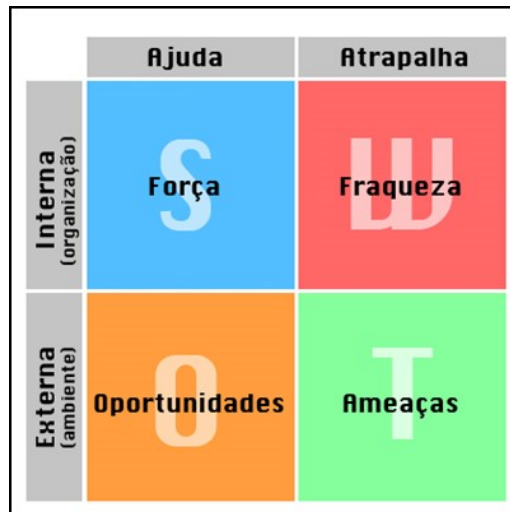 Ajuda
Atrapalha
Interna
(organização)
S
Força
W
Fraqueza
Externa
(ambiente)
O
Oportunidades
T
Ameaças